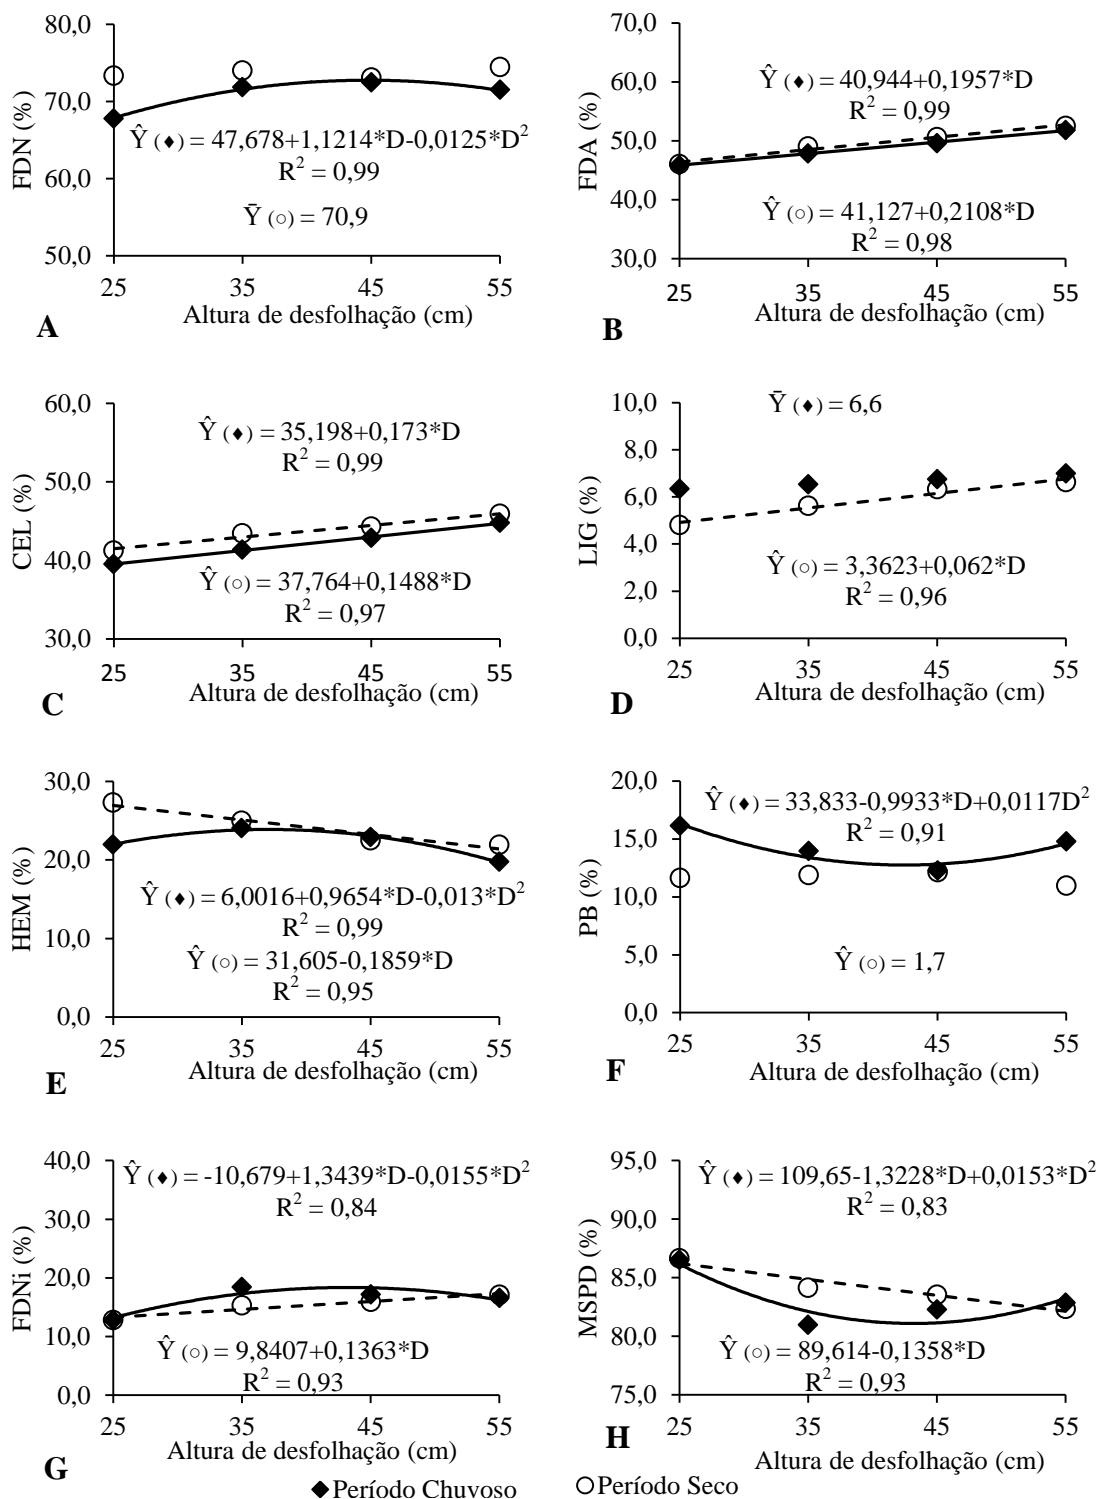 80,0
70,0
60,0
50,0
FDN (%)
Ŷ (♦) = 47,678+1,1214*D-0,0125*D²
R² = 0,99
Ȳ (○) = 70,9
25 35 45 55
Altura de desfolhação (cm)
A
70,0
60,0
50,0
40,0
30,0
FDA (%)
Ŷ (♦) = 40,944+0,1957*D
R² = 0,99
Ŷ (○) = 41,127+0,2108*D
R² = 0,98
25 35 45 55
Altura de desfolhação (cm)
B
60,0
50,0
40,0
30,0
CEL (%)
Ŷ (♦) = 35,198+0,173*D
R² = 0,99
Ŷ (○) = 37,764+0,1488*D
R² = 0,97
25 35 45 55
Altura de desfolhação (cm)
C
10,0
8,0
6,0
4,0
2,0
0,0
LIG (%)
Ȳ (♦) = 6,6
Ŷ (○) = 3,3623+0,062*D
R² = 0,96
25 35 45 55
Altura de desfolhação (cm)
D
30,0
20,0
10,0
0,0
HEM (%)
Ŷ (♦) = 6,0016+0,9654*D-0,013*D²
R² = 0,99
Ŷ (○) = 31,605-0,1859*D
R² = 0,95
25 35 45 55
Altura de desfolhação (cm)
E
20,0
15,0
10,0
5,0
0,0
PB (%)
Ŷ (♦) = 33,833-0,9933*D+0,0117D²
R² = 0,91
Ŷ (○) = 1,7
25 35 45 55
Altura de desfolhação (cm)
F
40,0
30,0
20,0
10,0
0,0
FDNi (%)
Ŷ (♦) = -10,679+1,3439*D-0,0155*D²
R² = 0,84
Ŷ (○) = 9,8407+0,1363*D
R² = 0,93
25 35 45 55
Altura de desfolhação (cm)
G
95,0
90,0
85,0
80,0
75,0
MSPD (%)
Ŷ (♦) = 109,65-1,3228*D+0,0153*D²
R² = 0,83
Ŷ (○) = 89,614-0,1358*D
R² = 0,93
25 35 45 55
Altura de desfolhação (cm)
H
♦ Período Chuvoso ○ Período Seco